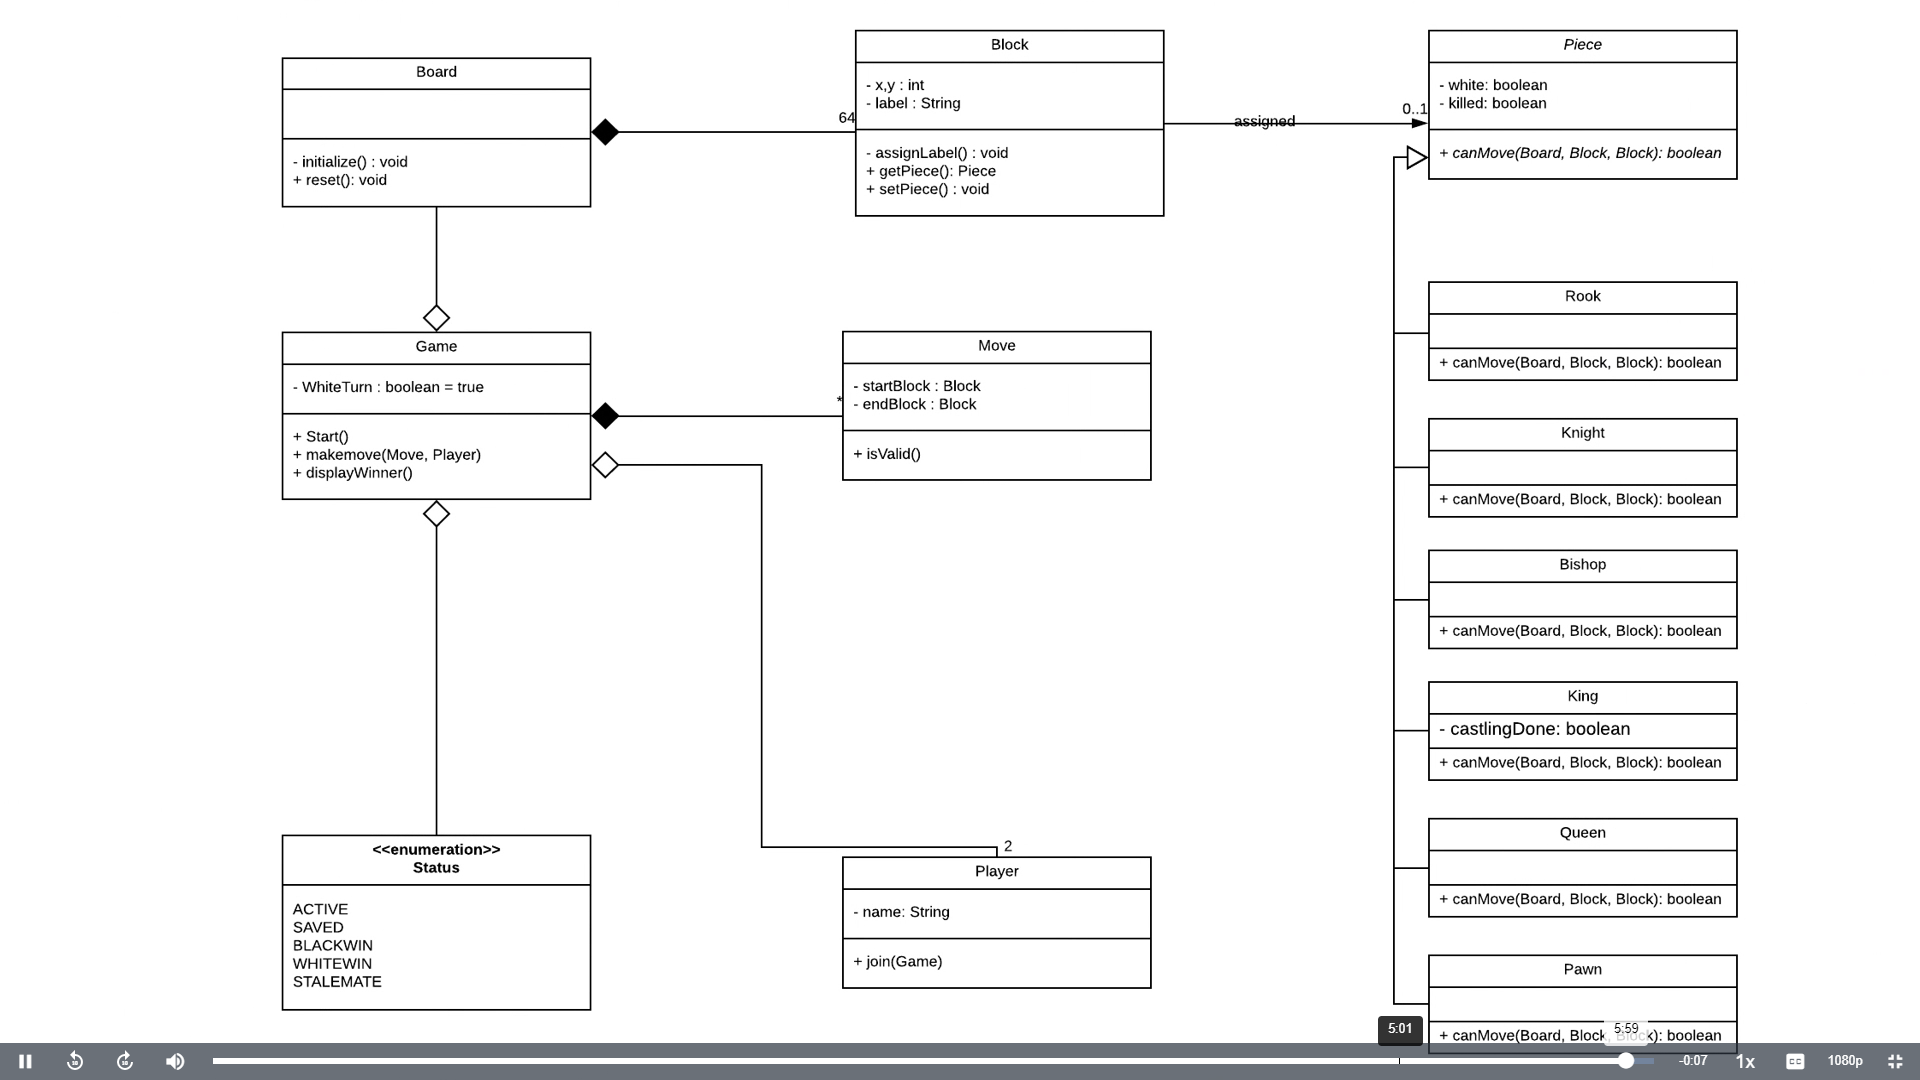 Board
- initialize() : void
+ reset(): void
64
Block
- x,y : int
- label : String
- assignLabel() : void
+ getPiece(): Piece
+ setPiece() : void
assigned
0..1
Piece
- white: boolean
- killed: boolean
+ canMove(Board, Block, Block): boolean
Game
- WhiteTurn : boolean = true
+ Start()
+ makemove(Move, Player)
+ displayWinner()
*
Move
- startBlock : Block
- endBlock : Block
+ isValid()
Rook
+ canMove(Board, Block, Block): boolean
Knight
+ canMove(Board, Block, Block): boolean
Bishop
+ canMove(Board, Block, Block): boolean
King
- castlingDone: boolean
+ canMove(Board, Block, Block): boolean
Queen
+ canMove(Board, Block, Block): boolean
Pawn
+ canMove(Board, Block, Block): boolean
<<enumeration>>
Status
ACTIVE
SAVED
BLACKWIN
WHITEWIN
STALEMATE
2
Player
- name: String
+ join(Game)
5:01
5:59
10
10
-0:07
1x
CC
1080p